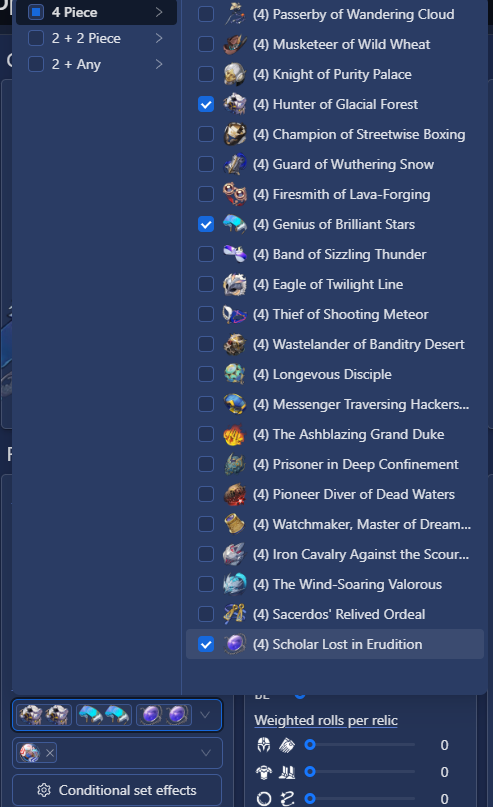 4 Piece
2 + 2 Piece
2 + Any
(4) Passerby of Wandering Cloud
(4) Musketeer of Wild Wheat
(4) Knight of Purity Palace
(4) Hunter of Glacial Forest
(4) Champion of Streetwise Boxing
(4) Guard of Wuthering Snow
(4) Firesmith of Lava-Forging
(4) Genius of Brilliant Stars
(4) Band of Sizzling Thunder
(4) Eagle of Twilight Line
(4) Thief of Shooting Meteor
(4) Wastelander of Banditry Desert
(4) Longevous Disciple
(4) Messenger Traversing Hackers...
(4) The Ashblazing Grand Duke
(4) Prisoner in Deep Confinement
(4) Pioneer Diver of Dead Waters
(4) Watchmaker, Master of Dream...
(4) Iron Cavalry Against the Scour...
(4) The Wind-Soaring Valorous
(4) Sacerdos' Relived Ordeal
(4) Scholar Lost in Erudition
Conditional set effects
BE
Weighted rolls per relic
0
0
0